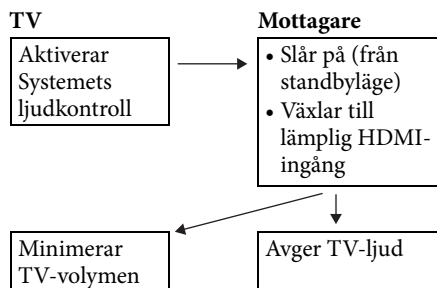 TV
Aktiverar
Systemets
ljudkontroll
Mottagare
• Slår på (från
standbyläge)
• Växlar till
lämplig HDMI-
ingång
Minimerar
TV-volymen
Avger TV-ljud